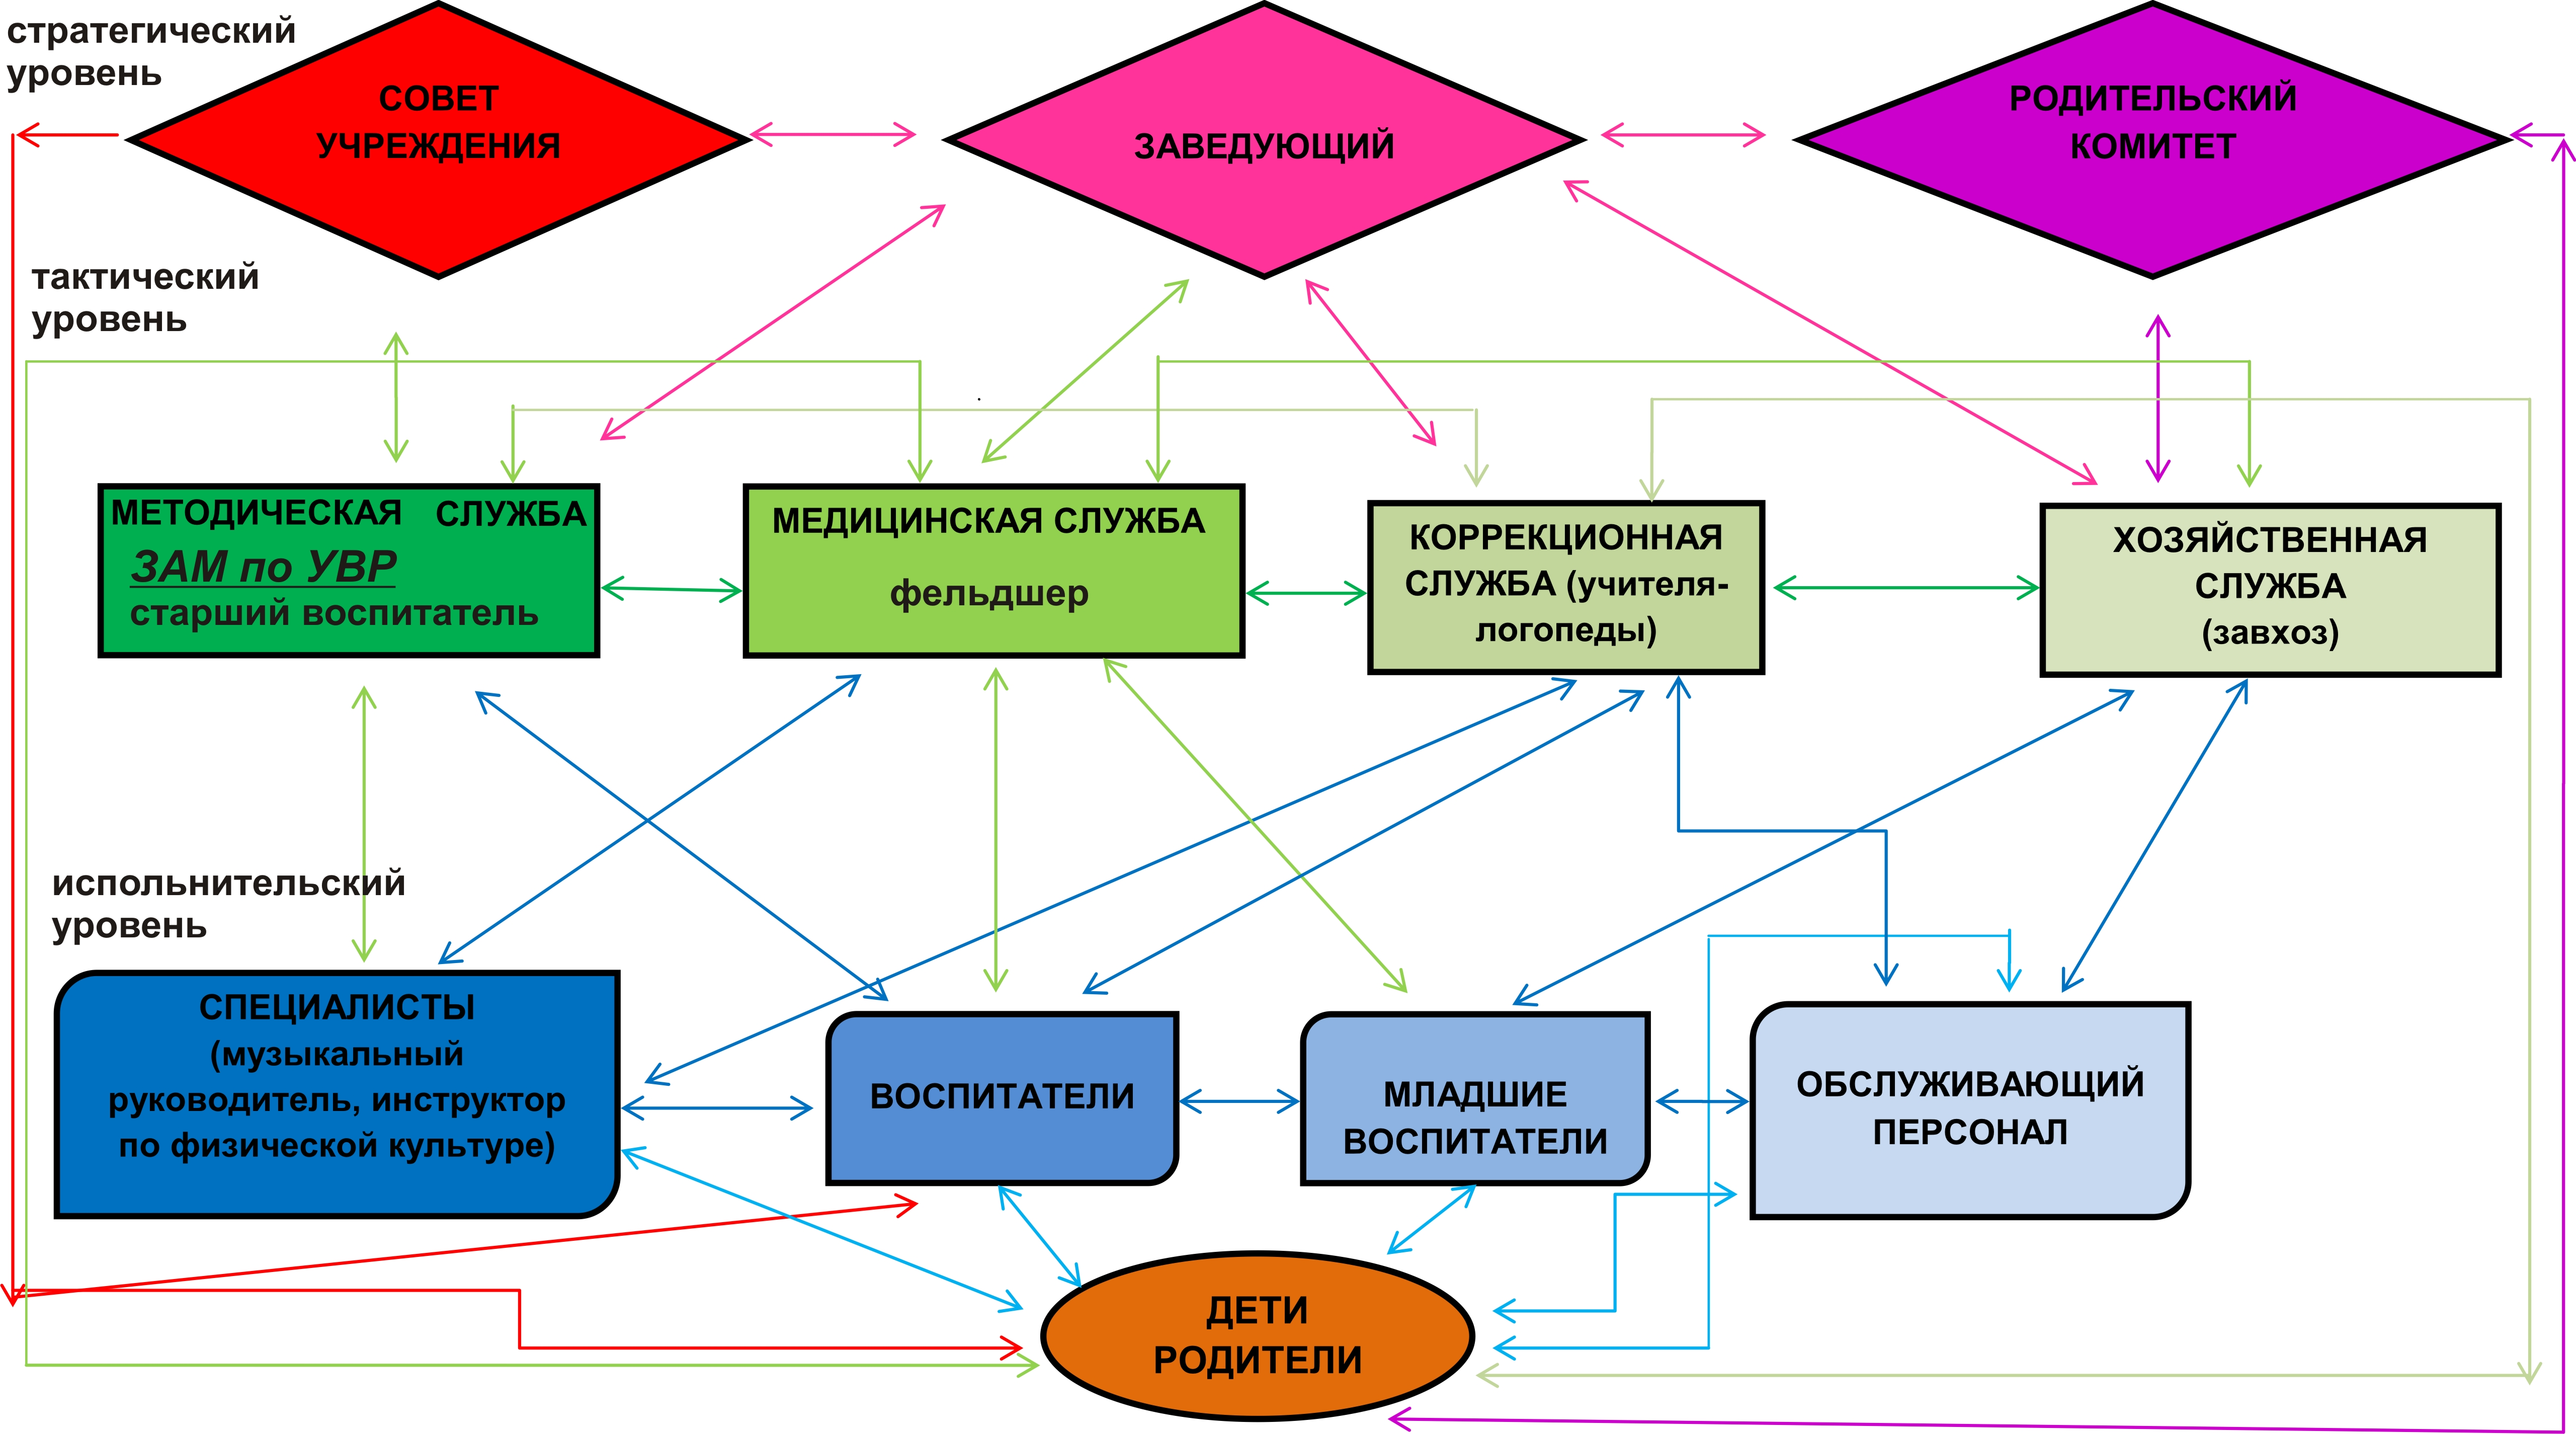 стратегический
уровень
СОВЕТ
УЧРЕЖДЕНИЯ
ЗАВЕДУЮЩИЙ
РОДИТЕЛЬСКИЙ
КОМИТЕТ
тактический
уровень
МЕТОДИЧЕСКАЯ СЛУЖБА
ЗАМ по УВР
старший воспитатель
МЕДИЦИНСКАЯ СЛУЖБА
фельдшер
КОРРЕКЦИОННАЯ
СЛУЖБА (учителя-
логопеды)
ХОЗЯЙСТВЕННАЯ
СЛУЖБА
(завхоз)
испольнительский
уровень
СПЕЦИАЛИСТЫ
(музыкальный
руководитель, инструктор
по физической культуре)
ВОСПИТАТЕЛИ
МЛАДШИЕ
ВОСПИТАТЕЛИ
ОБСЛУЖИВАЮЩИЙ
ПЕРСОНАЛ
ДЕТИ
РОДИТЕЛИ